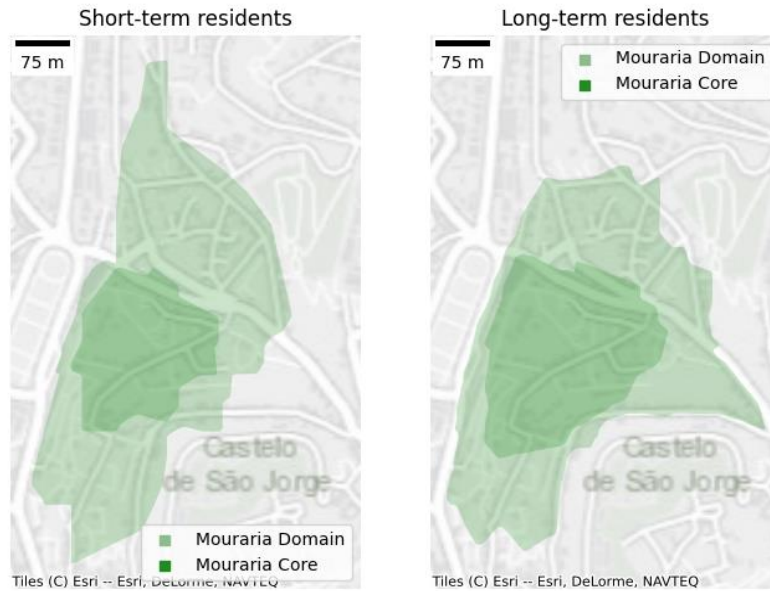 Short-term residents
75 m
Castelo
de São Jorge
Mouraria Domain
Mouraria Core
Tiles (C) Esri -- Esri, DeLorme, NAVTEQ
Long-term residents
75 m
Mouraria Domain
Mouraria Core
Castelo
de São Jorge
Tiles (C) Esri -- Esri, DeLorme, NAVTEQ